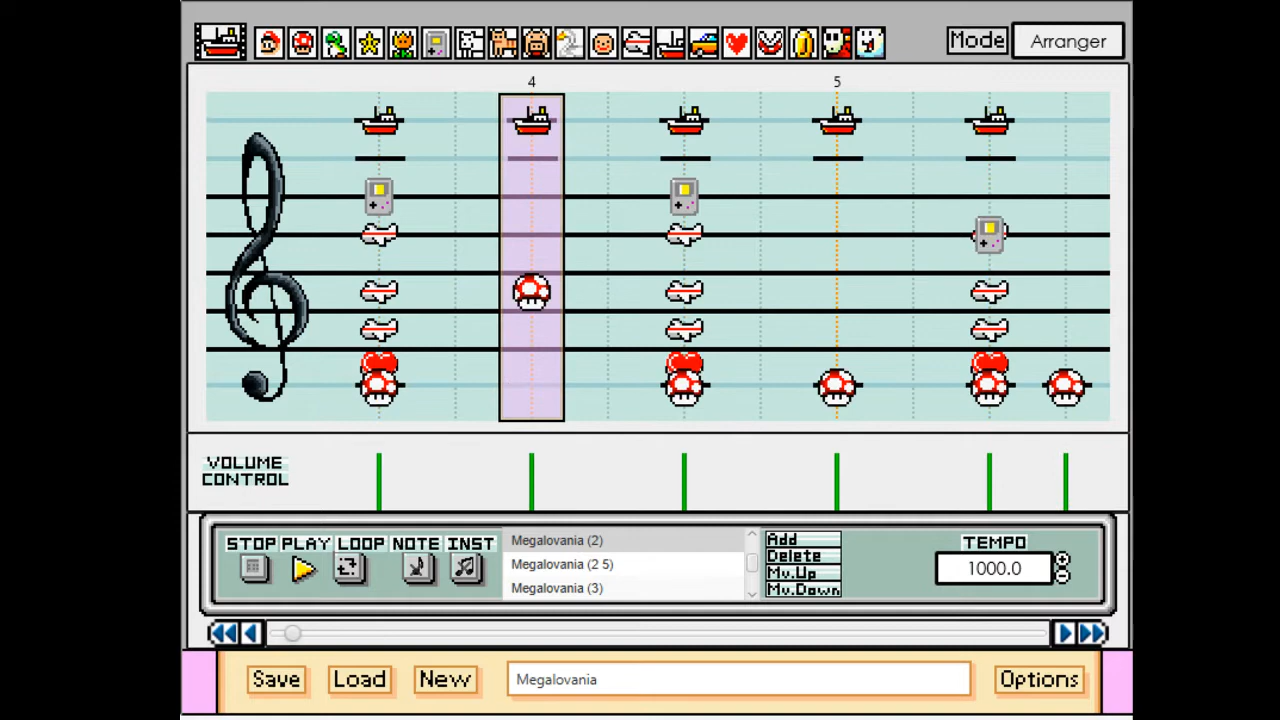 Mode Arranger
4 5
VOLUME
CONTROL
STOP PLAY LOOP NOTE INST
Megalovania (2)
Megalovania (2 5)
Megalovania (3)
Add
Delete
Mv.Up
Mv.Down
TEMPO
1000.0
Save Load New Megalovania Options